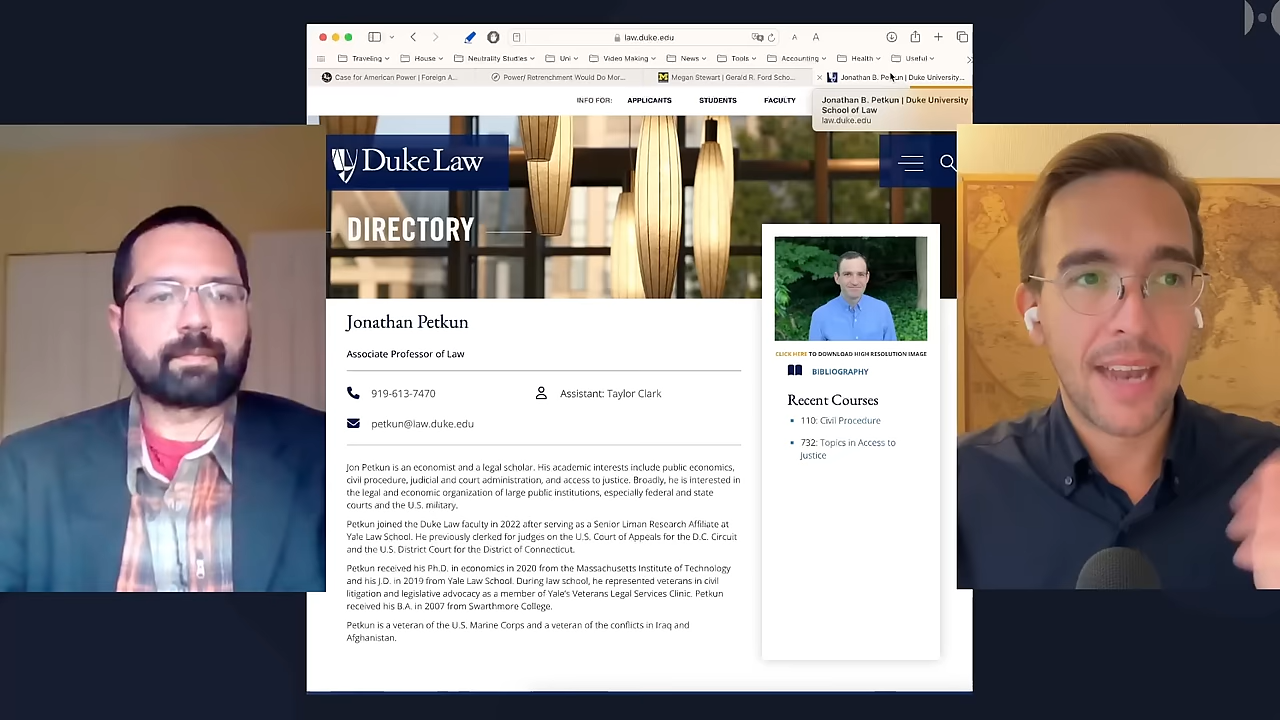 law.duke.edu
A A
Traveling House Neutrality Studies Uni Video Making News Tools Accounting Health Useful
Case for American Power | Foreign A...
Power/ Retrenchment Would Do Mor...
Megan Stewart | Gerald R. Ford Scho...
Jonathan B. Petkun | Duke University...
INFO FOR: APPLICANTS STUDENTS FACULTY
Jonathan B. Petkun | Duke University
School of Law
law.duke.edu
Duke Law
DIRECTORY
Jonathan Petkun
Associate Professor of Law
919-613-7470
Assistant: Taylor Clark
petkun@law.duke.edu
Jon Petkun is an economist and a legal scholar. His academic interests include public economics,
civil procedure, judicial and court administration, and access to justice. Broadly, he is interested in
the legal and economic organization of large public institutions, especially federal and state
courts and the U.S. military.
Petkun joined the Duke Law faculty in 2022 after serving as a Senior Liman Research Affiliate at
Yale Law School. He previously clerked for judges on the U.S. Court of Appeals for the D.C. Circuit
and the U.S. District Court for the District of Connecticut.
Petkun received his Ph.D. in economics in 2020 from the Massachusetts Institute of Technology
and his J.D. in 2019 from Yale Law School. During law school, he represented veterans in civil
litigation and legislative advocacy as a member of Yale's Veterans Legal Services Clinic. Petkun
received his B.A. in 2007 from Swarthmore College.
Petkun is a veteran of the U.S. Marine Corps and a veteran of the conflicts in Iraq and
Afghanistan.
CLICK HERE TO DOWNLOAD HIGH RESOLUTION IMAGE
BIBLIOGRAPHY
Recent Courses
110: Civil Procedure
732: Topics in Access to
Justice